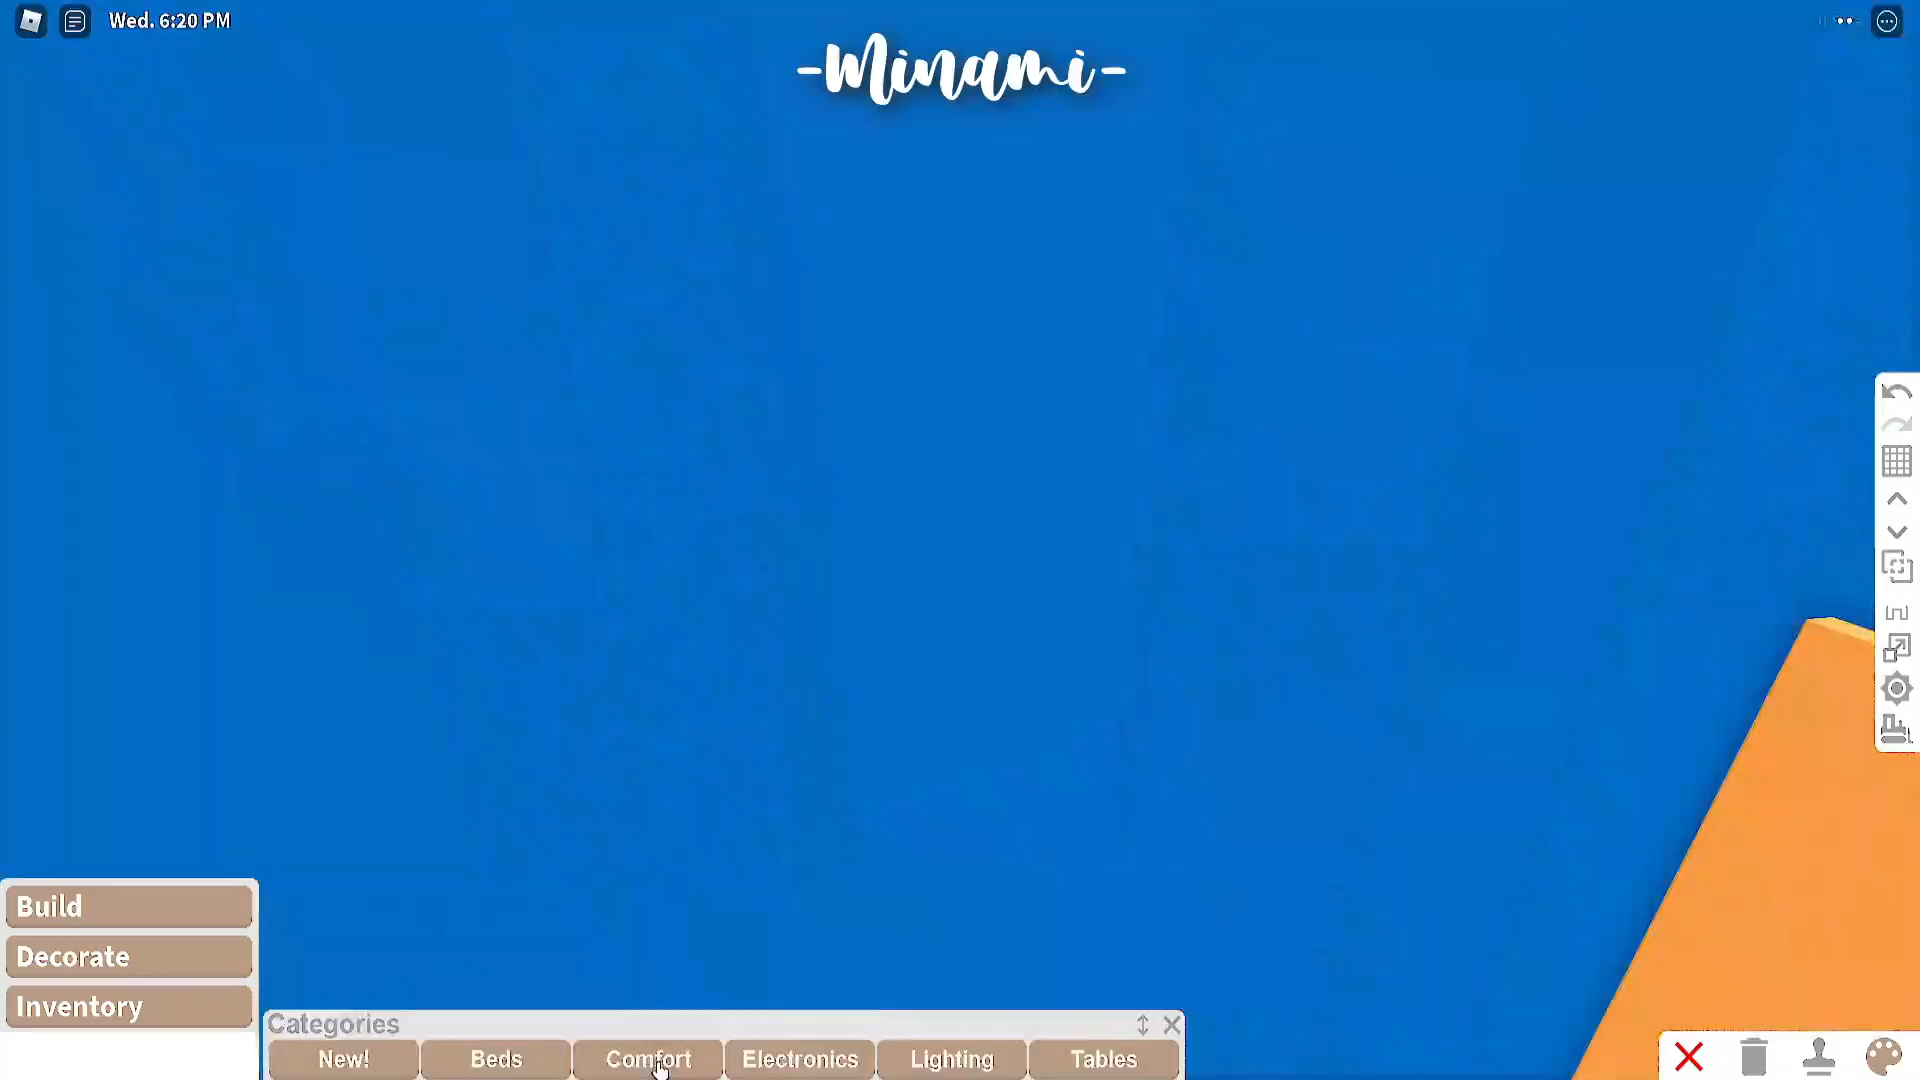 Wed. 6:20 PM
-Minami-
Build
Decorate
Inventory
Categories
New!
Beds
Comfort
Electronics
Lighting
Tables